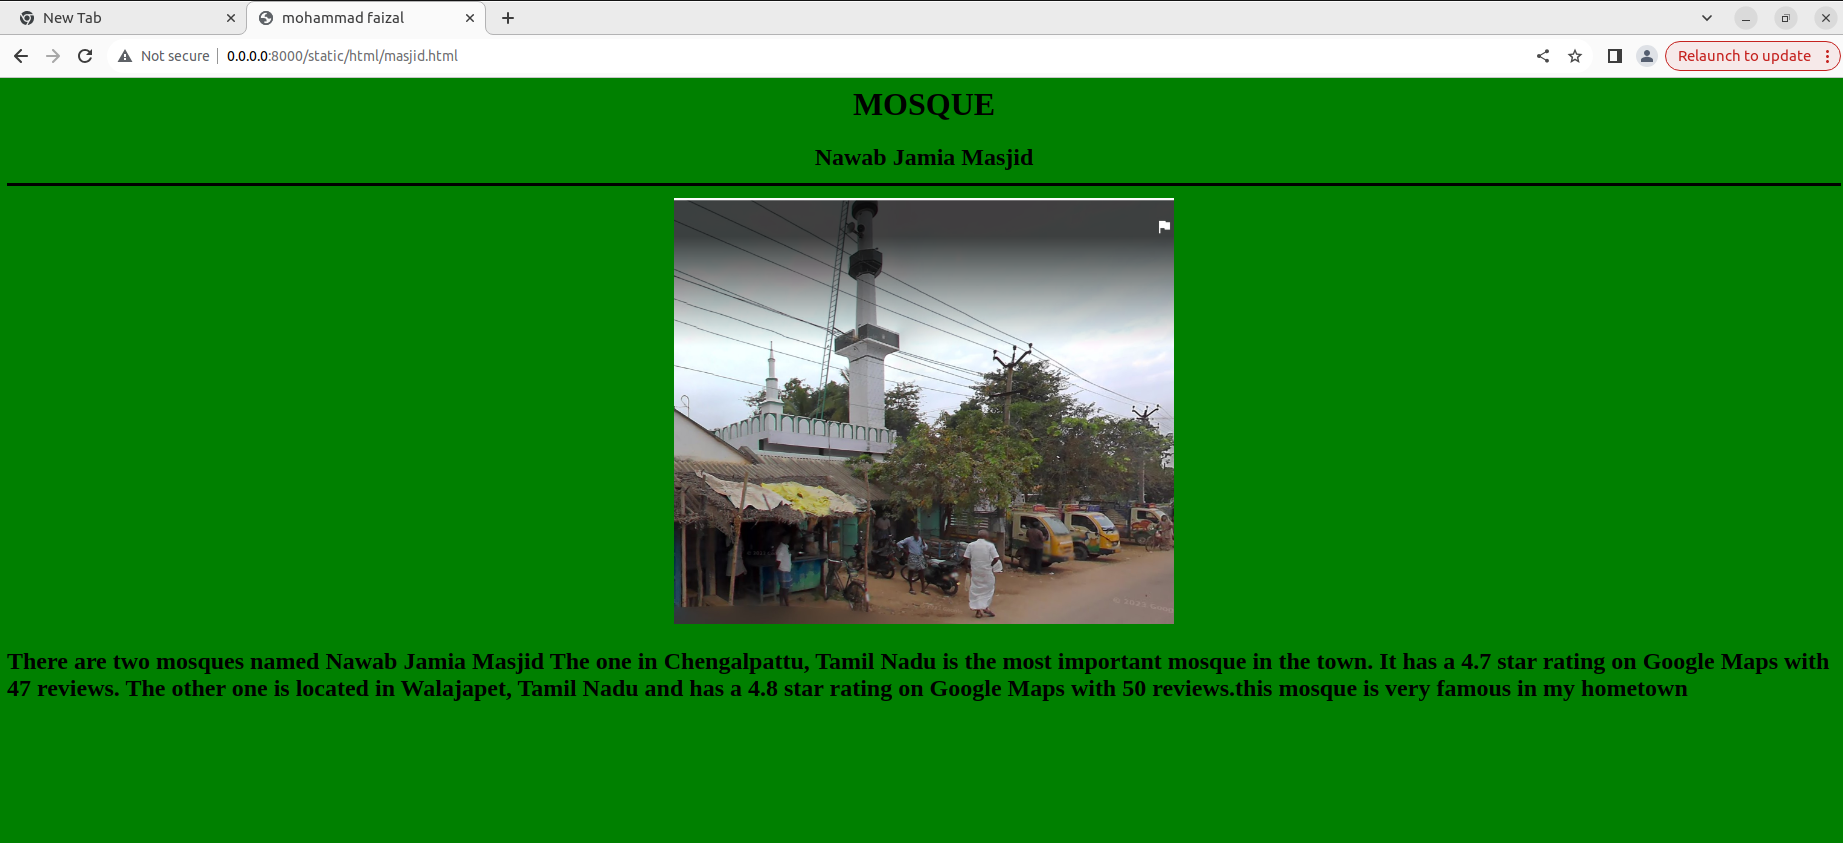 New Tab
mohammad faizal
Not secure
0.0.0.0:8000/static/html/masjid.html
Relaunch to update
MOSQUE
Nawab Jamia Masjid
There are two mosques named Nawab Jamia Masjid The one in Chengalpattu, Tamil Nadu is the most important mosque in the town. It has a 4.7 star rating on Google Maps with
47 reviews. The other one is located in Walajapet, Tamil Nadu and has a 4.8 star rating on Google Maps with 50 reviews.this mosque is very famous in my hometown